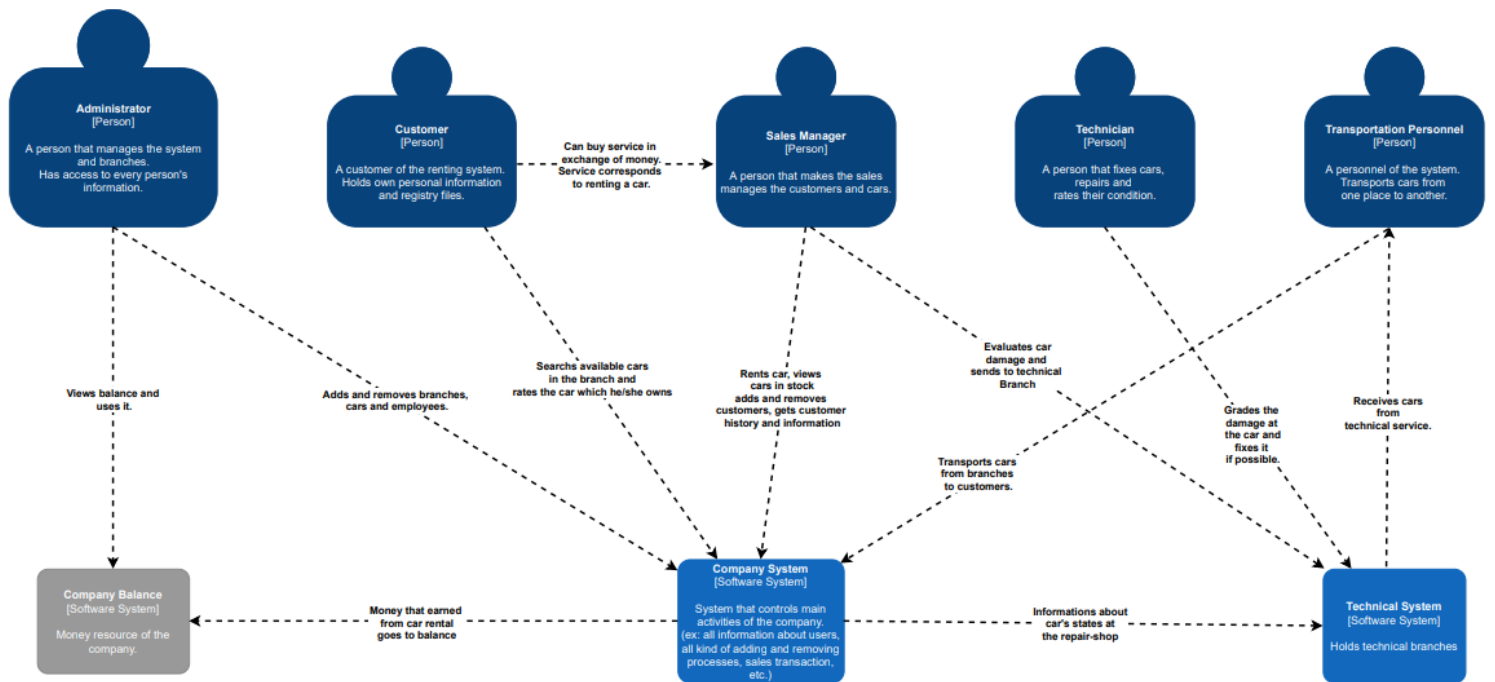 Administrator
[Person]
A person that manages the system
and branches.
Has access to every person's
information.
Customer
[Person]
A customer of the renting system.
Holds own personal information
and registry files.
Can buy service in
exchange of money.
Service corresponds
to renting a car.
Sales Manager
[Person]
A person that makes the sales
manages the customers and cars.
Technician
[Person]
A person that fixes cars,
repairs and
rates their condition.
Transportation Personnel
[Person]
A personnel of the system.
Transports cars from
one place to another.
Views balance and
uses it.
Adds and removes branches,
cars and employees.
Searchs available cars
in the branch and
rates the car which he/she owns
Rents car, views
cars in stock
adds and removes
customers, gets customer
history and information
Evaluates car
damage and
sends to technical
Branch
Transports cars
from branches
to customers.
Grades the
damage at
the car and
fixes it
if possible.
Receives cars
from
technical service.
Company Balance
[Software System]
Money resource of the
company.
Money that earned
from car rental
goes to balance
Company System
[Software System]
System that controls main
activities of the company.
(ex: all information about users,
all kind of adding and removing
processes, sales transaction,
etc.)
Informations about
car's states at
the repair-shop
Technical System
[Software System]
Holds technical branches